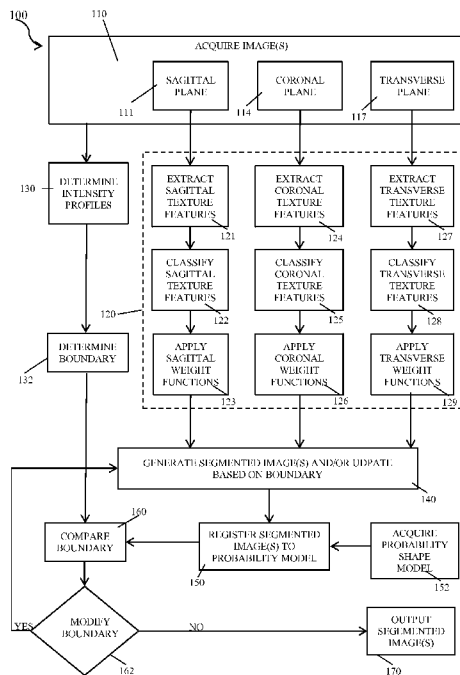 100
110
ACQUIRE IMAGE(S)
SAGITTAL
PLANE
111
CORONAL
PLANE
114
TRANSVERSE
PLANE
117
130
DETERMINE
INTENSITY
PROFILES
EXTRACT
SAGITTAL
TEXTURE
FEATURES
121
EXTRACT
CORONAL
TEXTURE
FEATURES
124
EXTRACT
TRANSVERSE
TEXTURE
FEATURES
127
120
CLASSIFY
SAGITTAL
TEXTURE
FEATURES
122
CLASSIFY
CORONAL
TEXTURE
FEATURES
125
CLASSIFY
TRANSVERSE
TEXTURE
FEATURES
128
DETERMINE
BOUNDARY
132
APPLY
SAGITTAL
WEIGHT
FUNCTIONS
123
APPLY
CORONAL
WEIGHT
FUNCTIONS
126
APPLY
TRANSVERSE
WEIGHT
FUNCTIONS
129
GENERATE SEGMENTED IMAGE(S) AND/OR UDPATE
BASED ON BOUNDARY
140
160
COMPARE
BOUNDARY
REGISTER SEGMENTED
IMAGE(S) TO
PROBABILITY MODEL
150
ACQUIRE
PROBABILITY
SHAPE
MODEL
152
YES
MODIFY
BOUNDARY
162
NO
OUTPUT
SEGEMENTED
IMAGE(S)
170